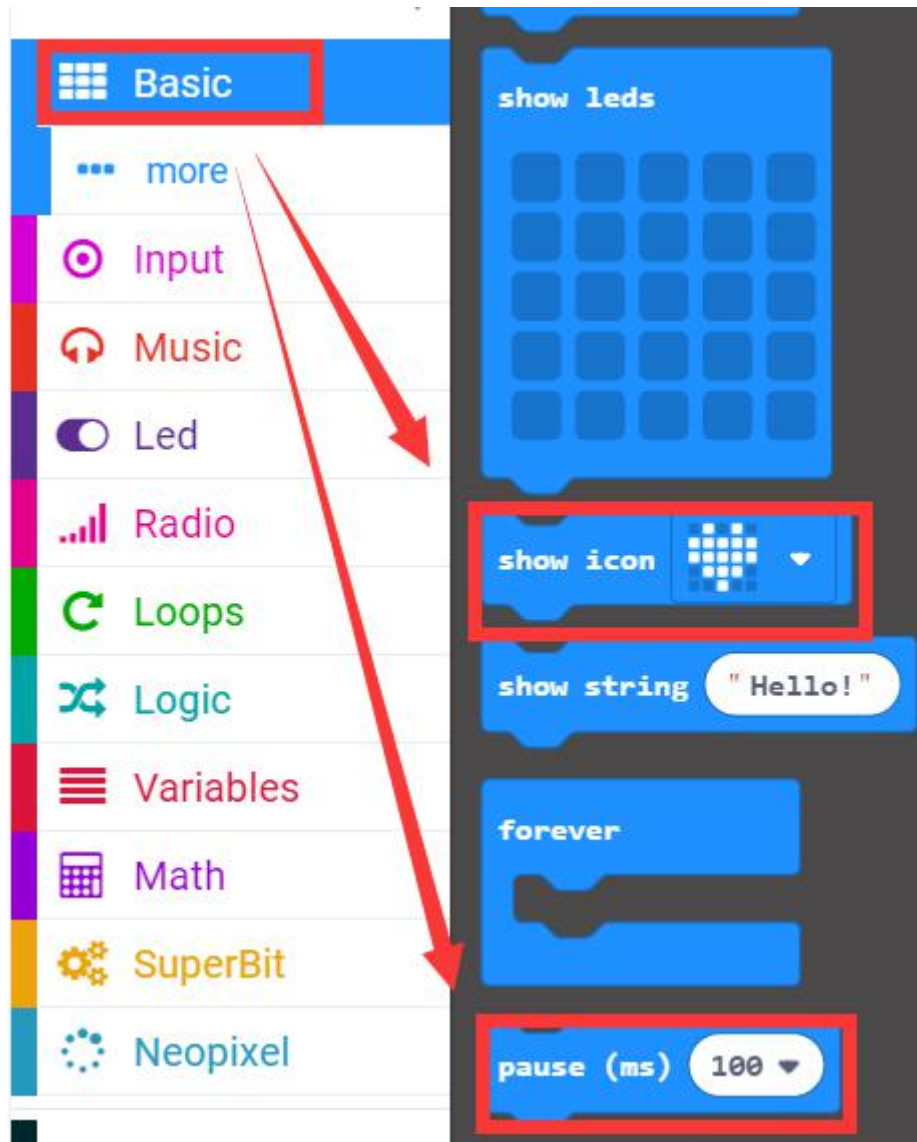 Basic
more
Input
Music
Led
Radio
Loops
Logic
Variables
Math
SuperBit
Neopixel
show leds
show icon
show string "Hello!"
forever
pause (ms) 100